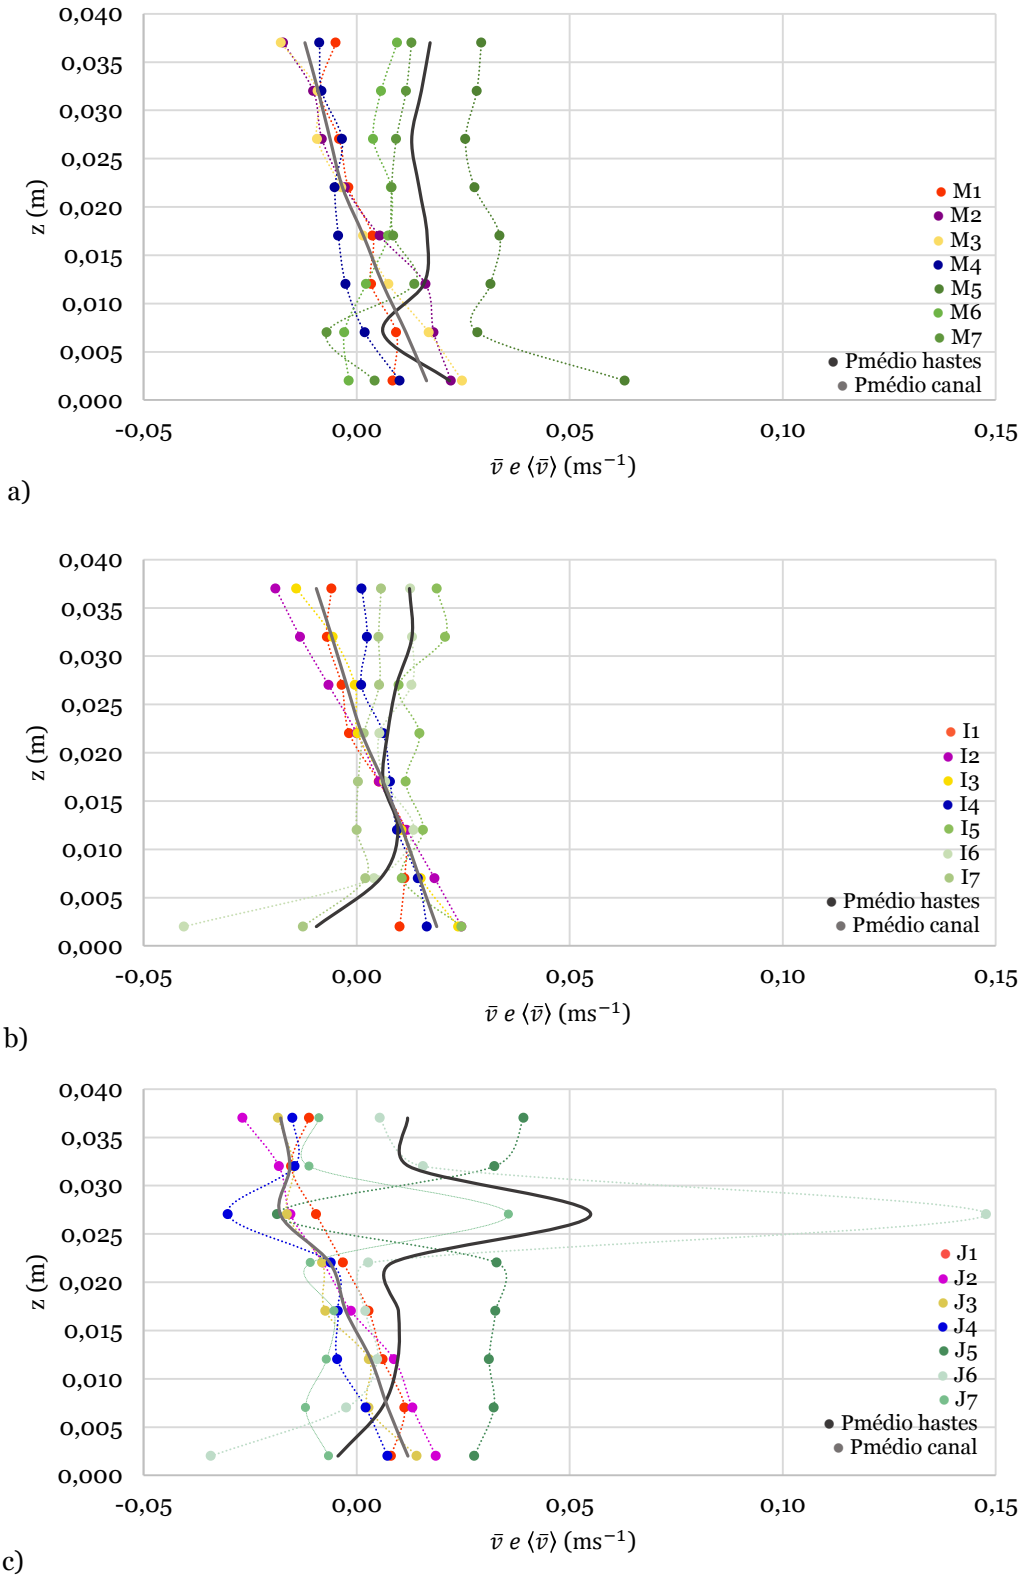 0,040
0,035
0,030
0,025
0,020
0,015
0,010
0,005
0,000
z (m)
-0,05 0,00 0,05 0,10 0,15
v̄ e ⟨v̄⟩ (ms⁻¹)
M1
M2
M3
M4
M5
M6
M7
Pmédio hastes
Pmédio canal
a)
0,040
0,035
0,030
0,025
0,020
0,015
0,010
0,005
0,000
z (m)
-0,05 0,00 0,05 0,10 0,15
v̄ e ⟨v̄⟩ (ms⁻¹)
I1
I2
I3
I4
I5
I6
I7
Pmédio hastes
Pmédio canal
b)
0,040
0,035
0,030
0,025
0,020
0,015
0,010
0,005
0,000
z (m)
-0,05 0,00 0,05 0,10 0,15
v̄ e ⟨v̄⟩ (ms⁻¹)
J1
J2
J3
J4
J5
J6
J7
Pmédio hastes
Pmédio canal
c)